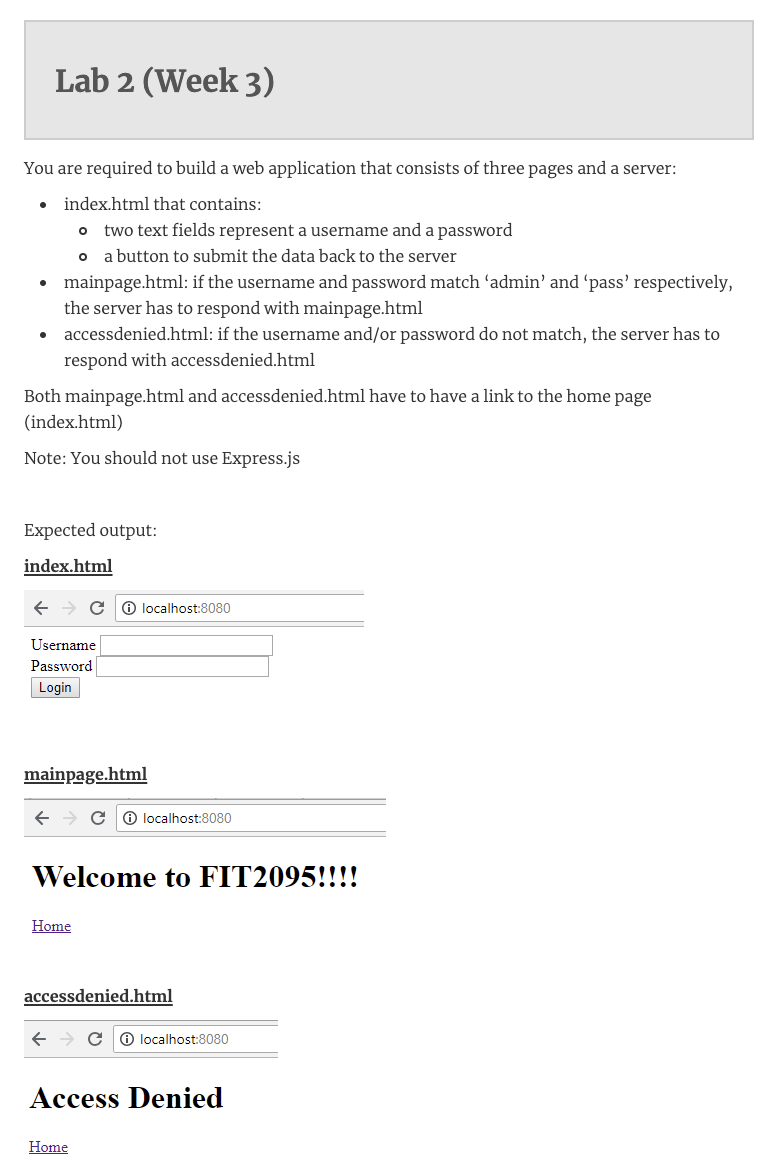 Lab 2 (Week 3)
You are required to build a web application that consists of three pages and a server:
index.html that contains:
two text fields represent a username and a password
a button to submit the data back to the server
mainpage.html: if the username and password match ‘admin’ and ‘pass’ respectively,
the server has to respond with mainpage.html
accessdenied.html: if the username and/or password do not match, the server has to
respond with accessdenied.html
Both mainpage.html and accessdenied.html have to have a link to the home page
(index.html)
Note: You should not use Express.js
Expected output:
index.html
localhost:8080
Username
Password
Login
mainpage.html
localhost:8080
Welcome to FIT2095!!!!
Home
accessdenied.html
localhost:8080
Access Denied
Home